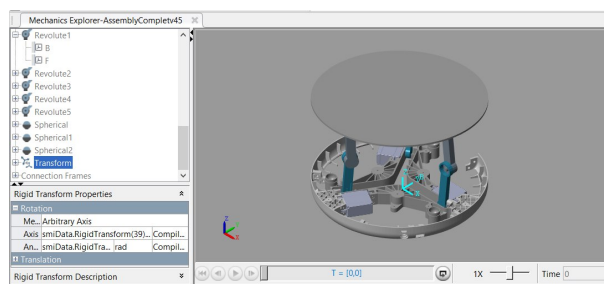 Mechanics Explorer-AssemblyCompletv45
Revolute1
B
F
Revolute2
Revolute3
Revolute4
Revolute5
Spherical
Spherical1
Spherical2
Transform
Connection Frames
Rigid Transform Properties
Rotation
Me... Arbitrary Axis
Axis smiData.RigidTransform(39)... Compil...
An... smiData.RigidTra... rad Compil...
Translation
Rigid Transform Description
Z
X
T = [0,0]
1X
Time 0